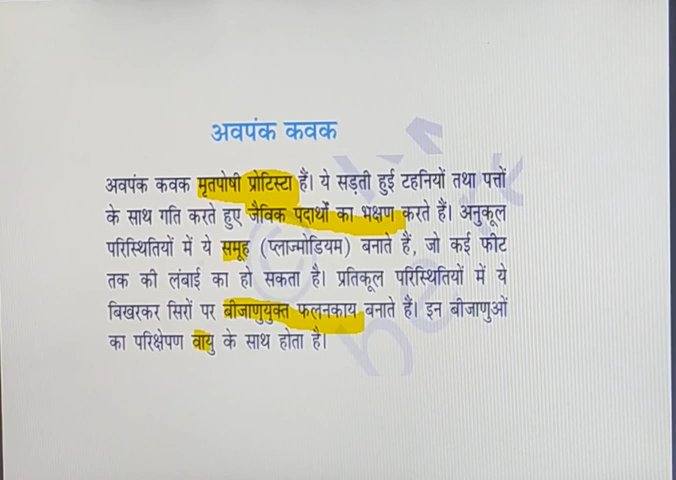 अवपंक कवक
अवपंक कवक मृतपोषी प्रोटिस्टा हैं। ये सड़ती हुई टहनियों तथा पत्तों
के साथ गति करते हुए जैविक पदार्थों का भक्षण करते हैं। अनुकूल
परिस्थितियों में ये समूह (प्लाज्मोडियम) बनाते हैं, जो कई फीट
तक की लंबाई का हो सकता है। प्रतिकूल परिस्थितियों में ये
बिखरकर सिरों पर बीजाणुयुक्त फलनकाय बनाते हैं। इन बीजाणुओं
का परिक्षेपण वायु के साथ होता है।